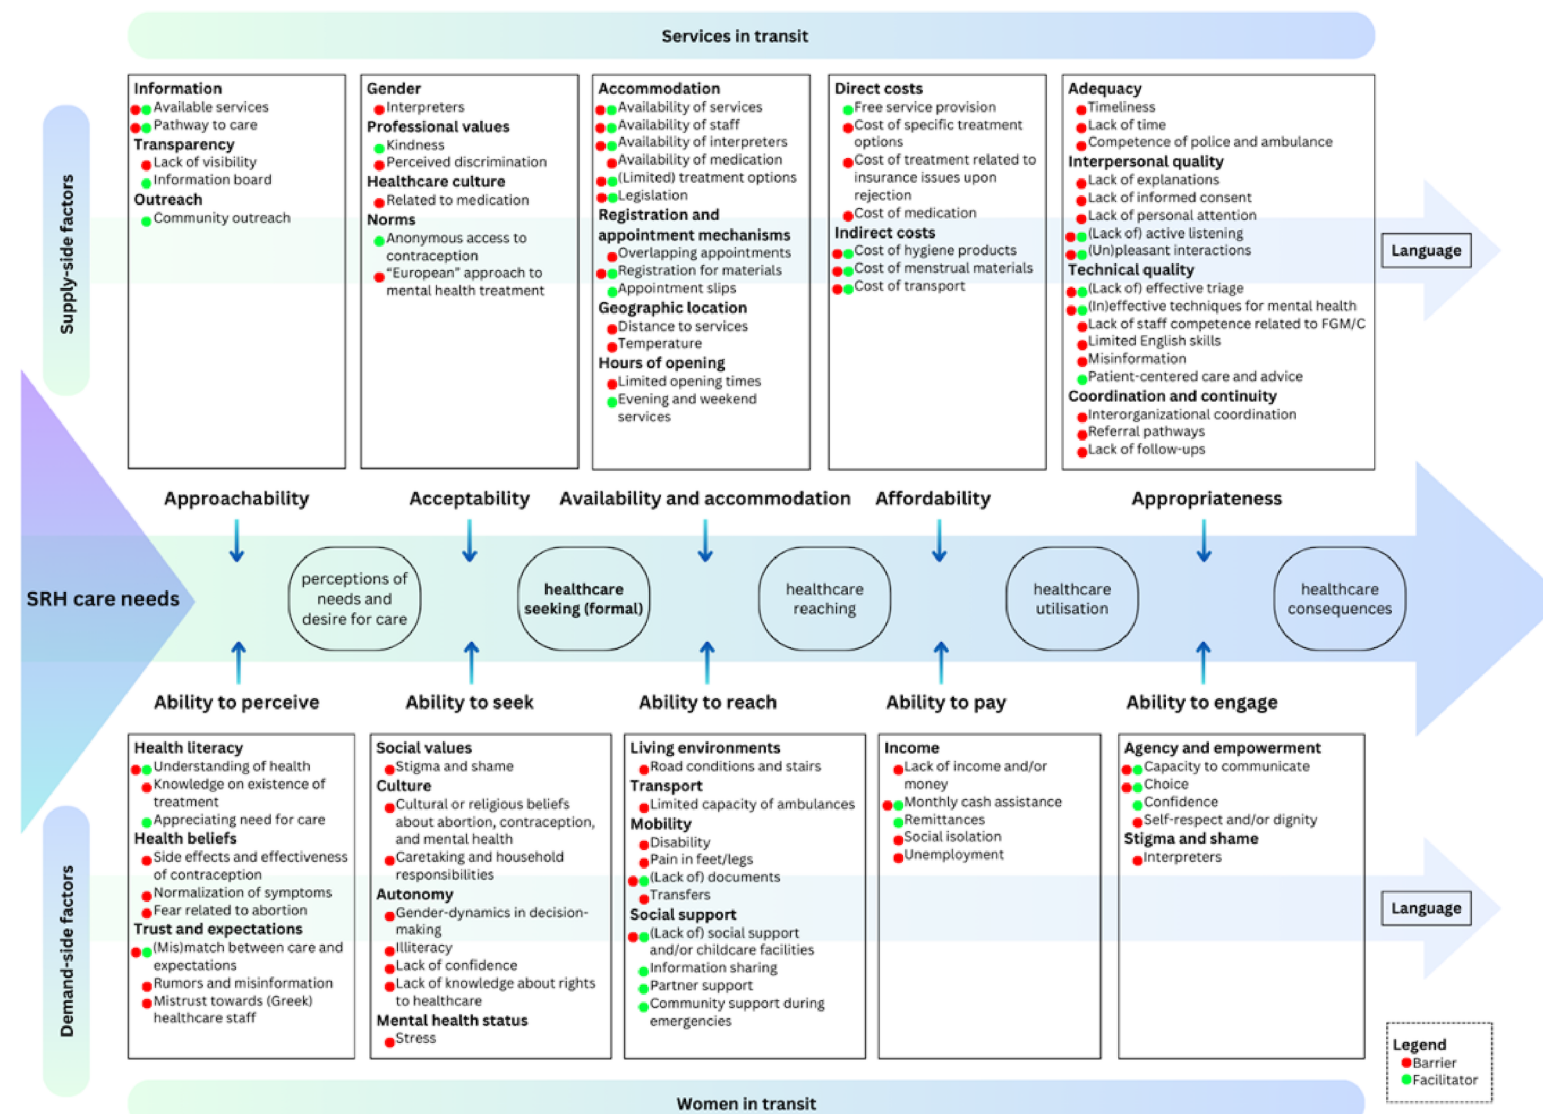 Services in transit
Supply-side factors
Information
Available services
Pathway to care
Transparency
Lack of visibility
Information board
Outreach
Community outreach
Gender
Interpreters
Professional values
Kindness
Perceived discrimination
Healthcare culture
Related to medication
Norms
Anonymous access to
contraception
"European" approach to
mental health treatment
Accommodation
Availability of services
Availability of staff
Availability of interpreters
Availability of medication
(Limited) treatment options
Legislation
Registration and
appointment mechanisms
Overlapping appointments
Registration for materials
Appointment slips
Geographic location
Distance to services
Temperature
Hours of opening
Limited opening times
Evening and weekend
services
Direct costs
Free service provision
Cost of specific treatment
options
Cost of treatment related to
insurance issues upon
rejection
Cost of medication
Indirect costs
Cost of hygiene products
Cost of menstrual materials
Cost of transport
Adequacy
Timeliness
Lack of time
Competence of police and ambulance
Interpersonal quality
Lack of explanations
Lack of informed consent
Lack of personal attention
(Lack of) active listening
(Un)pleasant interactions
Technical quality
(Lack of) effective triage
(In)effective techniques for mental health
Lack of staff competence related to FGM/C
Limited English skills
Misinformation
Patient-centered care and advice
Coordination and continuity
Interorganizational coordination
Referral pathways
Lack of follow-ups
Language
Approachability
Acceptability
Availability and accommodation
Affordability
Appropriateness
SRH care needs
perceptions of
needs and
desire for care
healthcare
seeking (formal)
healthcare
reaching
healthcare
utilisation
healthcare
consequences
Ability to perceive
Ability to seek
Ability to reach
Ability to pay
Ability to engage
Demand-side factors
Health literacy
Understanding of health
Knowledge on existence of
treatment
Appreciating need for care
Health beliefs
Side effects and effectiveness
of contraception
Normalization of symptoms
Fear related to abortion
Trust and expectations
(Mis)match between care and
expectations
Rumors and misinformation
Mistrust towards (Greek)
healthcare staff
Social values
Stigma and shame
Culture
Cultural or religious beliefs
about abortion, contraception,
and mental health
Caretaking and household
responsibilities
Autonomy
Gender-dynamics in decision-
making
Illiteracy
Lack of confidence
Lack of knowledge about rights
to healthcare
Mental health status
Stress
Living environments
Road conditions and stairs
Transport
Limited capacity of ambulances
Mobility
Disability
Pain in feet/legs
(Lack of) documents
Transfers
Social support
(Lack of) social support
and/or childcare facilities
Information sharing
Partner support
Community support during
emergencies
Income
Lack of income and/or
money
Monthly cash assistance
Remittances
Social isolation
Unemployment
Agency and empowerment
Capacity to communicate
Choice
Confidence
Self-respect and/or dignity
Stigma and shame
Interpreters
Language
Legend
Barrier
Facilitator
Women in transit